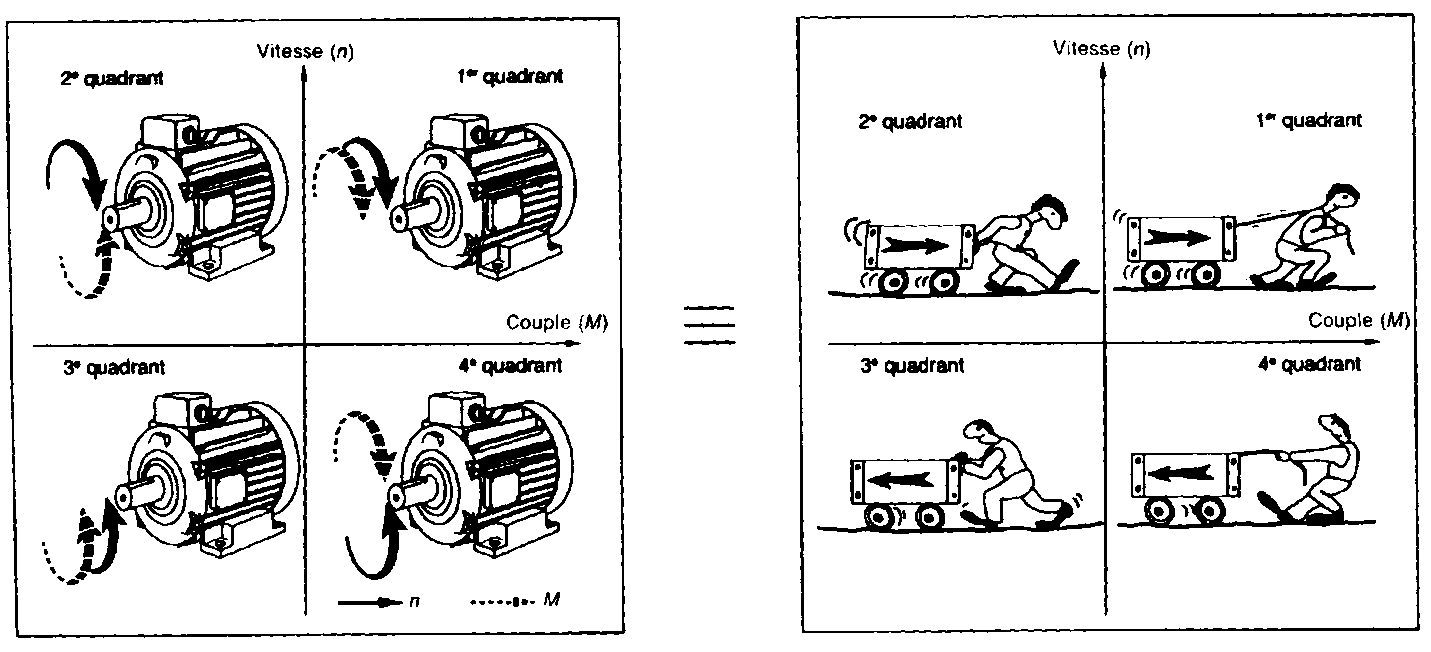 Vitesse (n)
2e quadrant
1er quadrant
Couple (M)
3e quadrant
4e quadrant
n
M
Vitesse (n)
2e quadrant
1er quadrant
Couple (M)
3e quadrant
4e quadrant